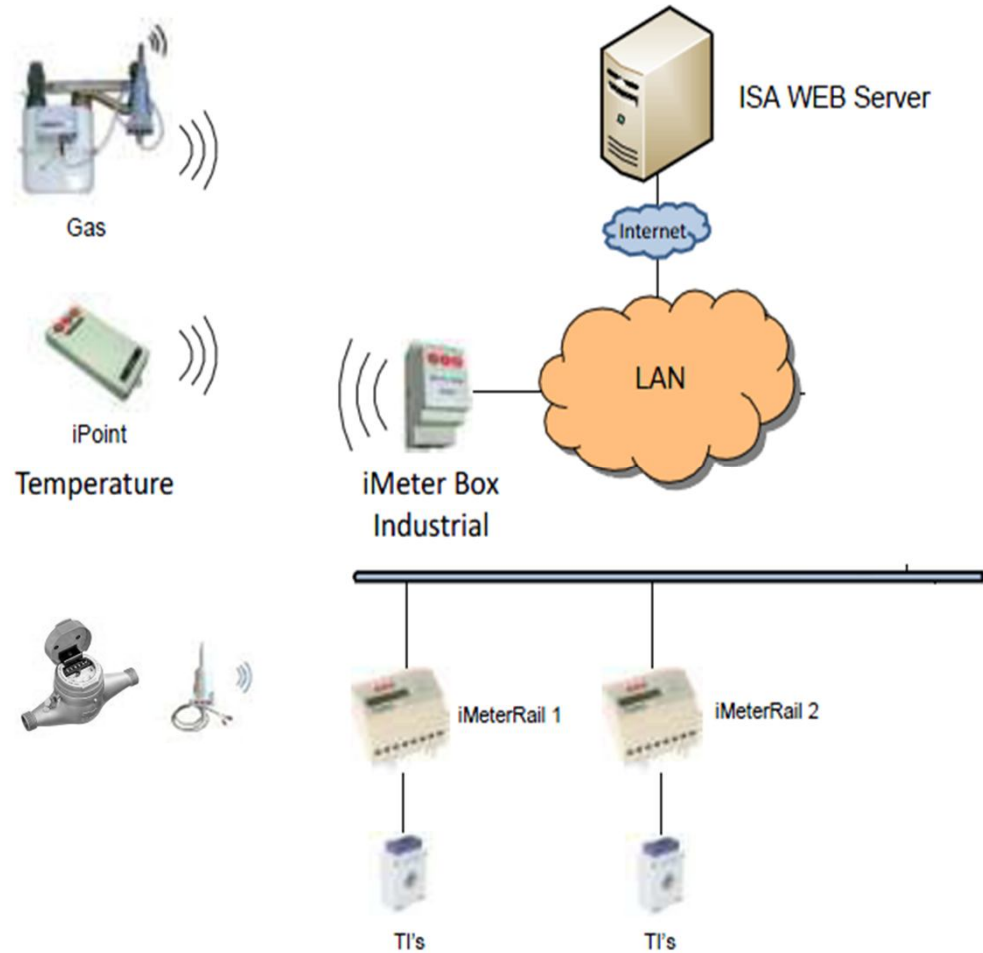 ISA WEB Server
Gas
Internet
LAN
iPoint
Temperature
iMeter Box
Industrial
iMeterRail 1
iMeterRail 2
TI's
TI's